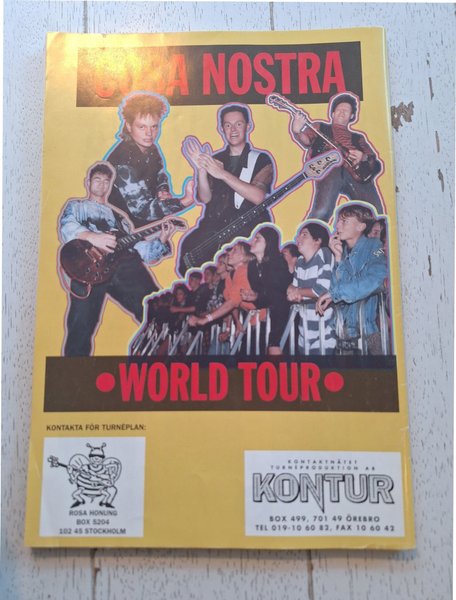 COSA NOSTRA
•WORLD TOUR•
KONTAKTA FÖR TURNÉPLAN:
ROSA HONUNG
BOX 5204
102 45 STOCKHOLM
KONTAKTNÄTET
TURNÉPRODUKTION AB
KONTUR
BOX 499, 701 49 ÖREBRO
TEL 019-10 60 83, FAX 10 60 42